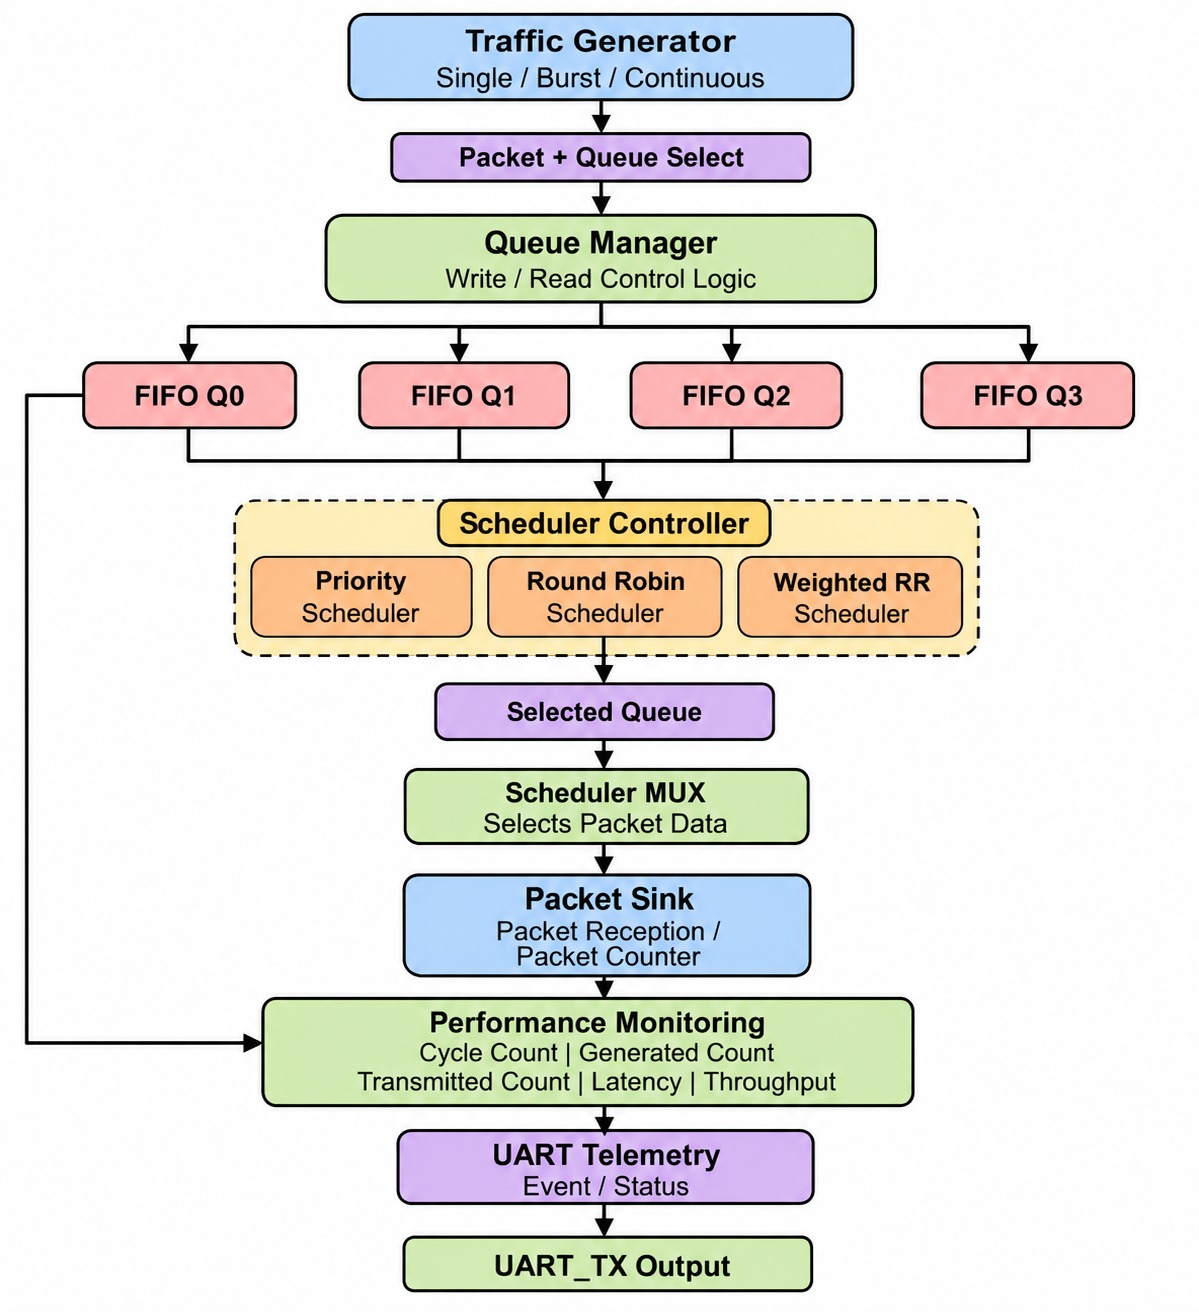 Traffic Generator
Single / Burst / Continuous
Packet + Queue Select
Queue Manager
Write / Read Control Logic
FIFO Q0
FIFO Q1
FIFO Q2
FIFO Q3
Scheduler Controller
Priority
Scheduler
Round Robin
Scheduler
Weighted RR
Scheduler
Selected Queue
Scheduler MUX
Selects Packet Data
Packet Sink
Packet Reception /
Packet Counter
Performance Monitoring
Cycle Count | Generated Count
Transmitted Count | Latency | Throughput
UART Telemetry
Event / Status
UART_TX Output